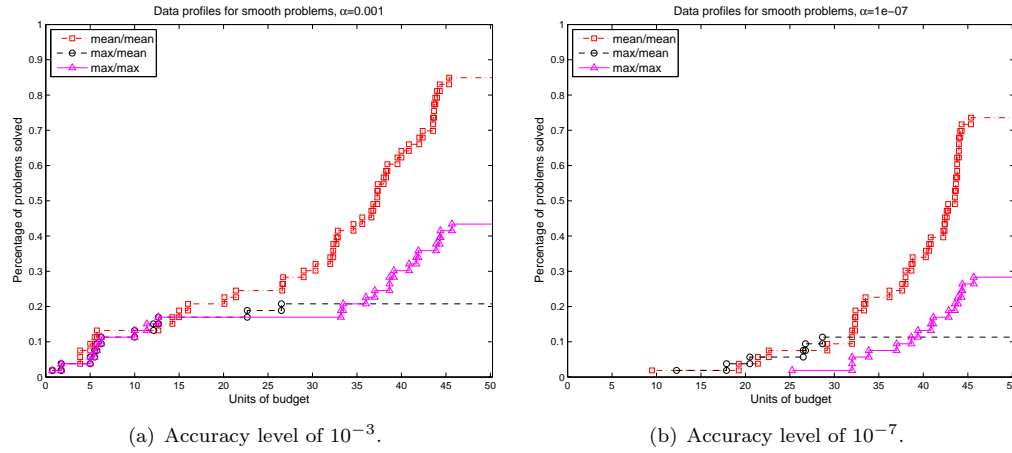 Data profiles for smooth problems, α=0.001
1
0.9
0.8
0.7
0.6
0.5
0.4
0.3
0.2
0.1
0
Percentage of problems solved
mean/mean
max/mean
max/max
0 5 10 15 20 25 30 35 40 45 50
Units of budget
(a) Accuracy level of 10⁻³.
Data profiles for smooth problems, α=1e−07
1
0.9
0.8
0.7
0.6
0.5
0.4
0.3
0.2
0.1
0
Percentage of problems solved
mean/mean
max/mean
max/max
0 5 10 15 20 25 30 35 40 45 50
Units of budget
(b) Accuracy level of 10⁻⁷.